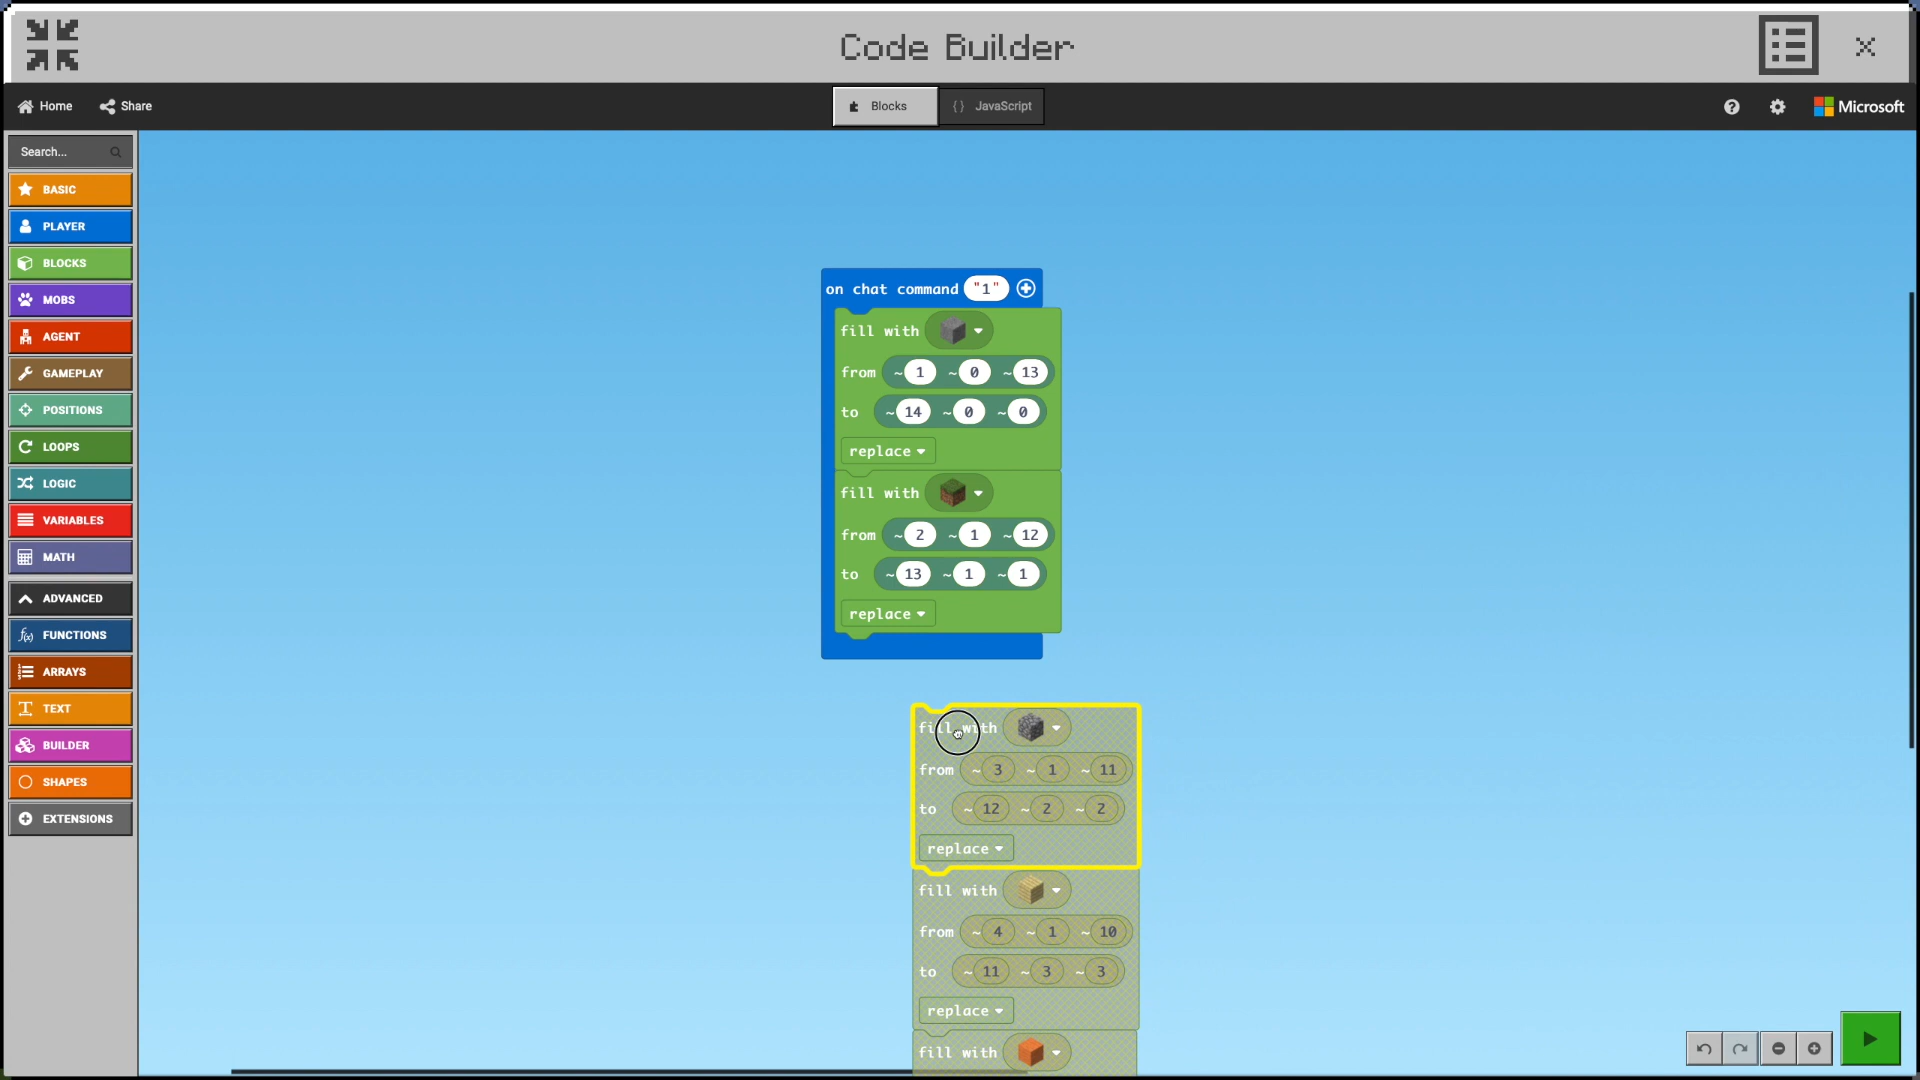 Code Builder
Home
Share
Blocks
{} JavaScript
Microsoft
Search...
BASIC
PLAYER
BLOCKS
MOBS
AGENT
GAMEPLAY
POSITIONS
LOOPS
LOGIC
VARIABLES
MATH
ADVANCED
f(x) FUNCTIONS
ARRAYS
TEXT
BUILDER
SHAPES
EXTENSIONS
on chat command "1"
fill with
from ~ 1 ~ 0 ~ 13
to ~ 14 ~ 0 ~ 0
replace
fill with
from ~ 2 ~ 1 ~ 12
to ~ 13 ~ 1 ~ 1
replace
fill with
from ~ 3 ~ 1 ~ 11
to ~ 12 ~ 2 ~ 2
replace
fill with
from ~ 4 ~ 1 ~ 10
to ~ 11 ~ 3 ~ 3
replace
fill with